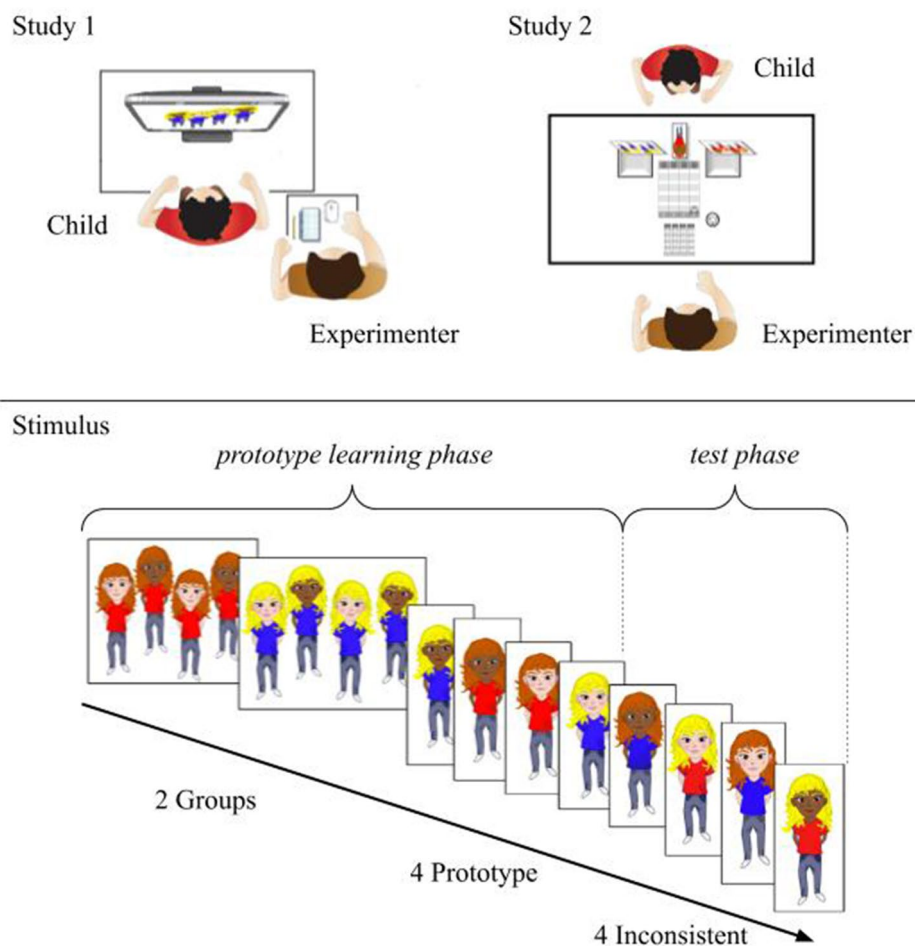 Study 1
Study 2
Child
Child
Experimenter
Experimenter
Stimulus
prototype learning phase
test phase
2 Groups
4 Prototype
4 Inconsistent